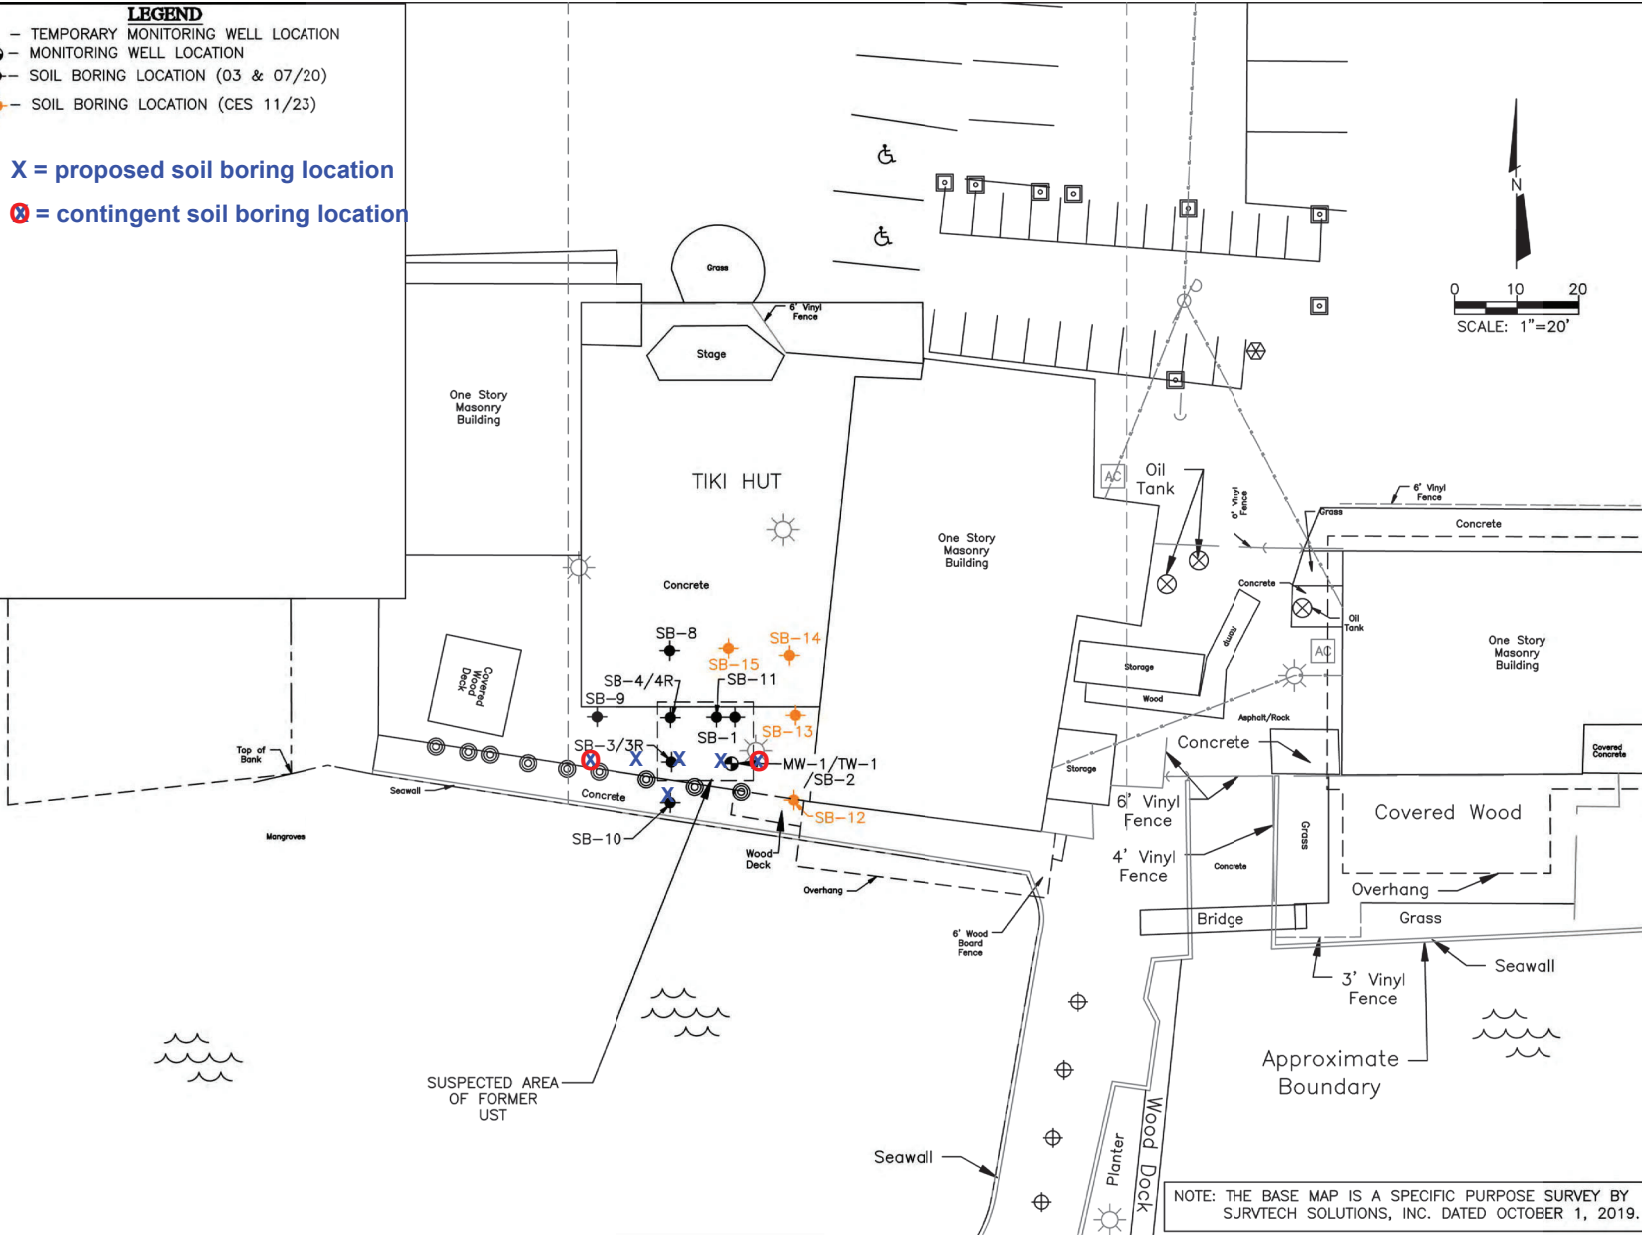 LEGEND
– TEMPORARY MONITORING WELL LOCATION
– MONITORING WELL LOCATION
– SOIL BORING LOCATION (03 & 07/20)
– SOIL BORING LOCATION (CES 11/23)
X = proposed soil boring location
X = contingent soil boring location
N
0 10 20
SCALE: 1"=20'
Grass
6' Vinyl
Fence
Stage
One Story
Masonry
Building
TIKI HUT
Concrete
One Story
Masonry
Building
AC
Oil
Tank
6' Vinyl
Fence
6' Vinyl
Fence
Grass
Concrete
Concrete
Oil
Tank
AC
One Story
Masonry
Building
ramp
Storage
Wood
Asphalt/Rock
Concrete
Covered
Concrete
Storage
SB-8
SB-14
SB-15
SB-4/4R
SB-11
SB-9
SB-1
SB-13
SB-3/3R
X
X
X
X
X
X
MW-1/TW-1
SB-2
SB-12
SB-10
Covered
Wood
Deck
Top of
Bank
Seawall
Concrete
Mangroves
Wood
Deck
Overhang
6' Vinyl
Fence
4' Vinyl
Fence
Concrete
Grass
Covered Wood
Overhang
Grass
Bridge
6' Wood
Board
Fence
3' Vinyl
Fence
Seawall
Approximate
Boundary
SUSPECTED AREA
OF FORMER
UST
Seawall
Planter
Wood Dock
NOTE: THE BASE MAP IS A SPECIFIC PURPOSE SURVEY BY
SJRVTECH SOLUTIONS, INC. DATED OCTOBER 1, 2019.